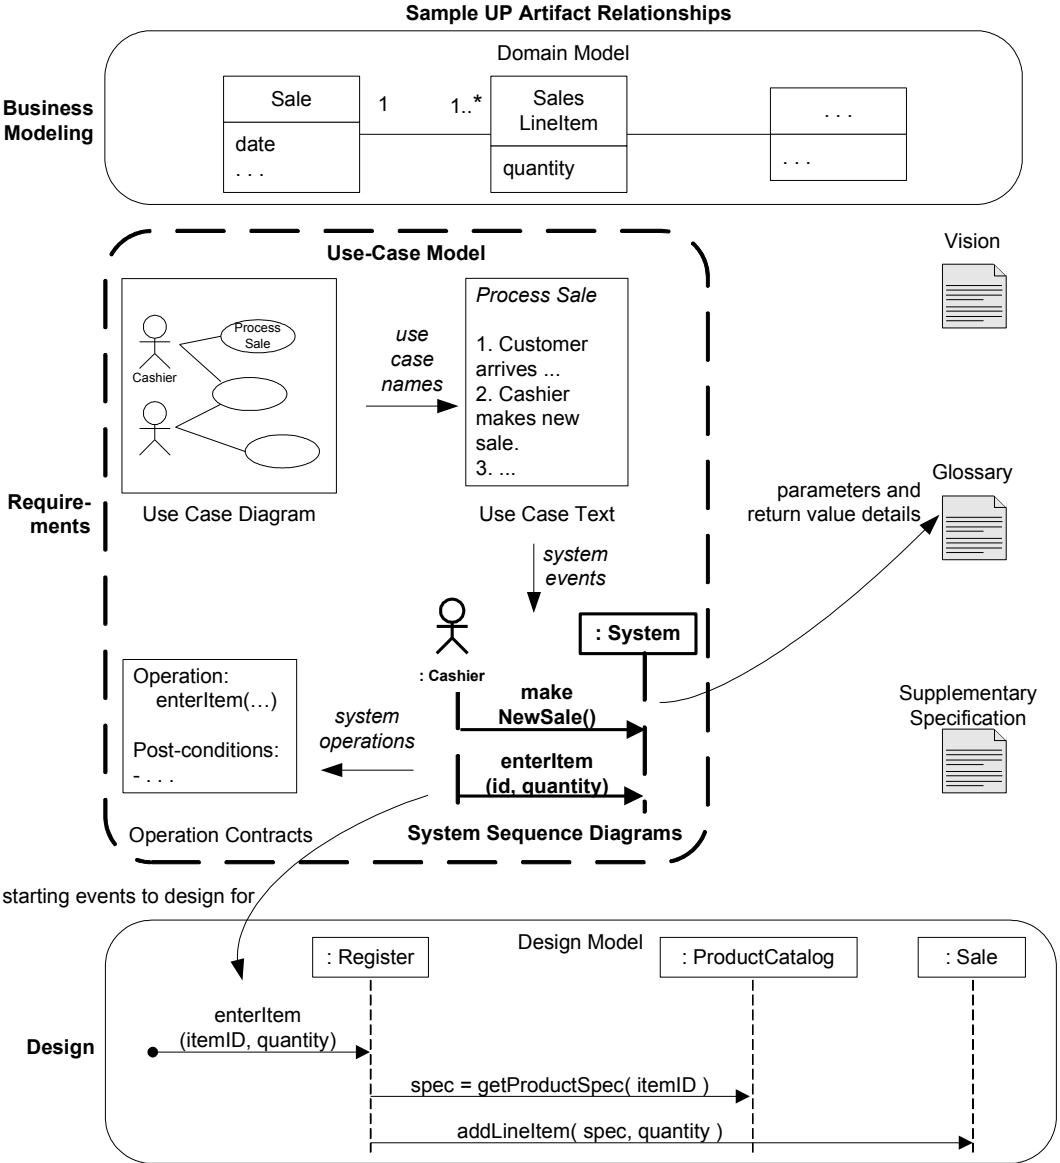 Sample UP Artifact Relationships
Domain Model
Business
Modeling
Sale
date
. . .
1
1..*
Sales
LineItem
quantity
. . .
. . .
Require-
ments
Use-Case Model
Process
Sale
Cashier
Use Case Diagram
use
case
names
Process Sale
1. Customer
arrives ...
2. Cashier
makes new
sale.
3. ...
Use Case Text
Vision
Glossary
parameters and
return value details
system
events
: System
: Cashier
make
NewSale()
enterItem
(id, quantity)
System Sequence Diagrams
system
operations
Operation:
enterItem(…)
Post-conditions:
- . . .
Operation Contracts
Supplementary
Specification
starting events to design for
Design
Design Model
: Register
: ProductCatalog
: Sale
enterItem
(itemID, quantity)
spec = getProductSpec( itemID )
addLineItem( spec, quantity )